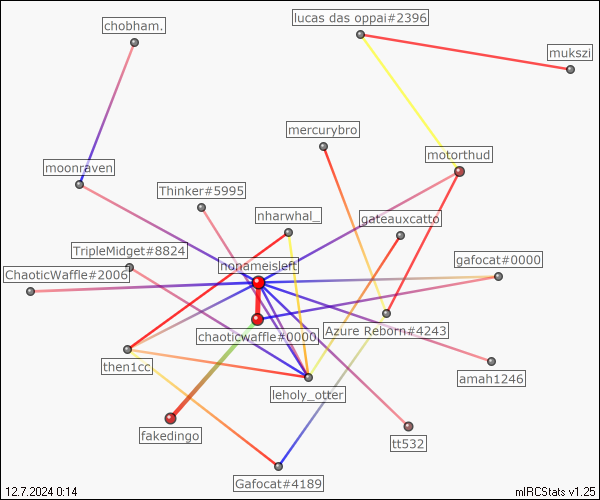 lucas das oppai#2396
chobham.
mukszi
mercurybro
motorthud
moonraven
Thinker#5995
nharwhal_
gateauxcatto
TripleMidget#8824
nonameisleft
gafocat#0000
ChaoticWaffle#2006
chaoticwaffle#0000
Azure Reborn#4243
then1cc
amah1246
leholy_otter
fakedingo
tt532
Gafocat#4189
12.7.2024 0:14
mIRCStats v1.25